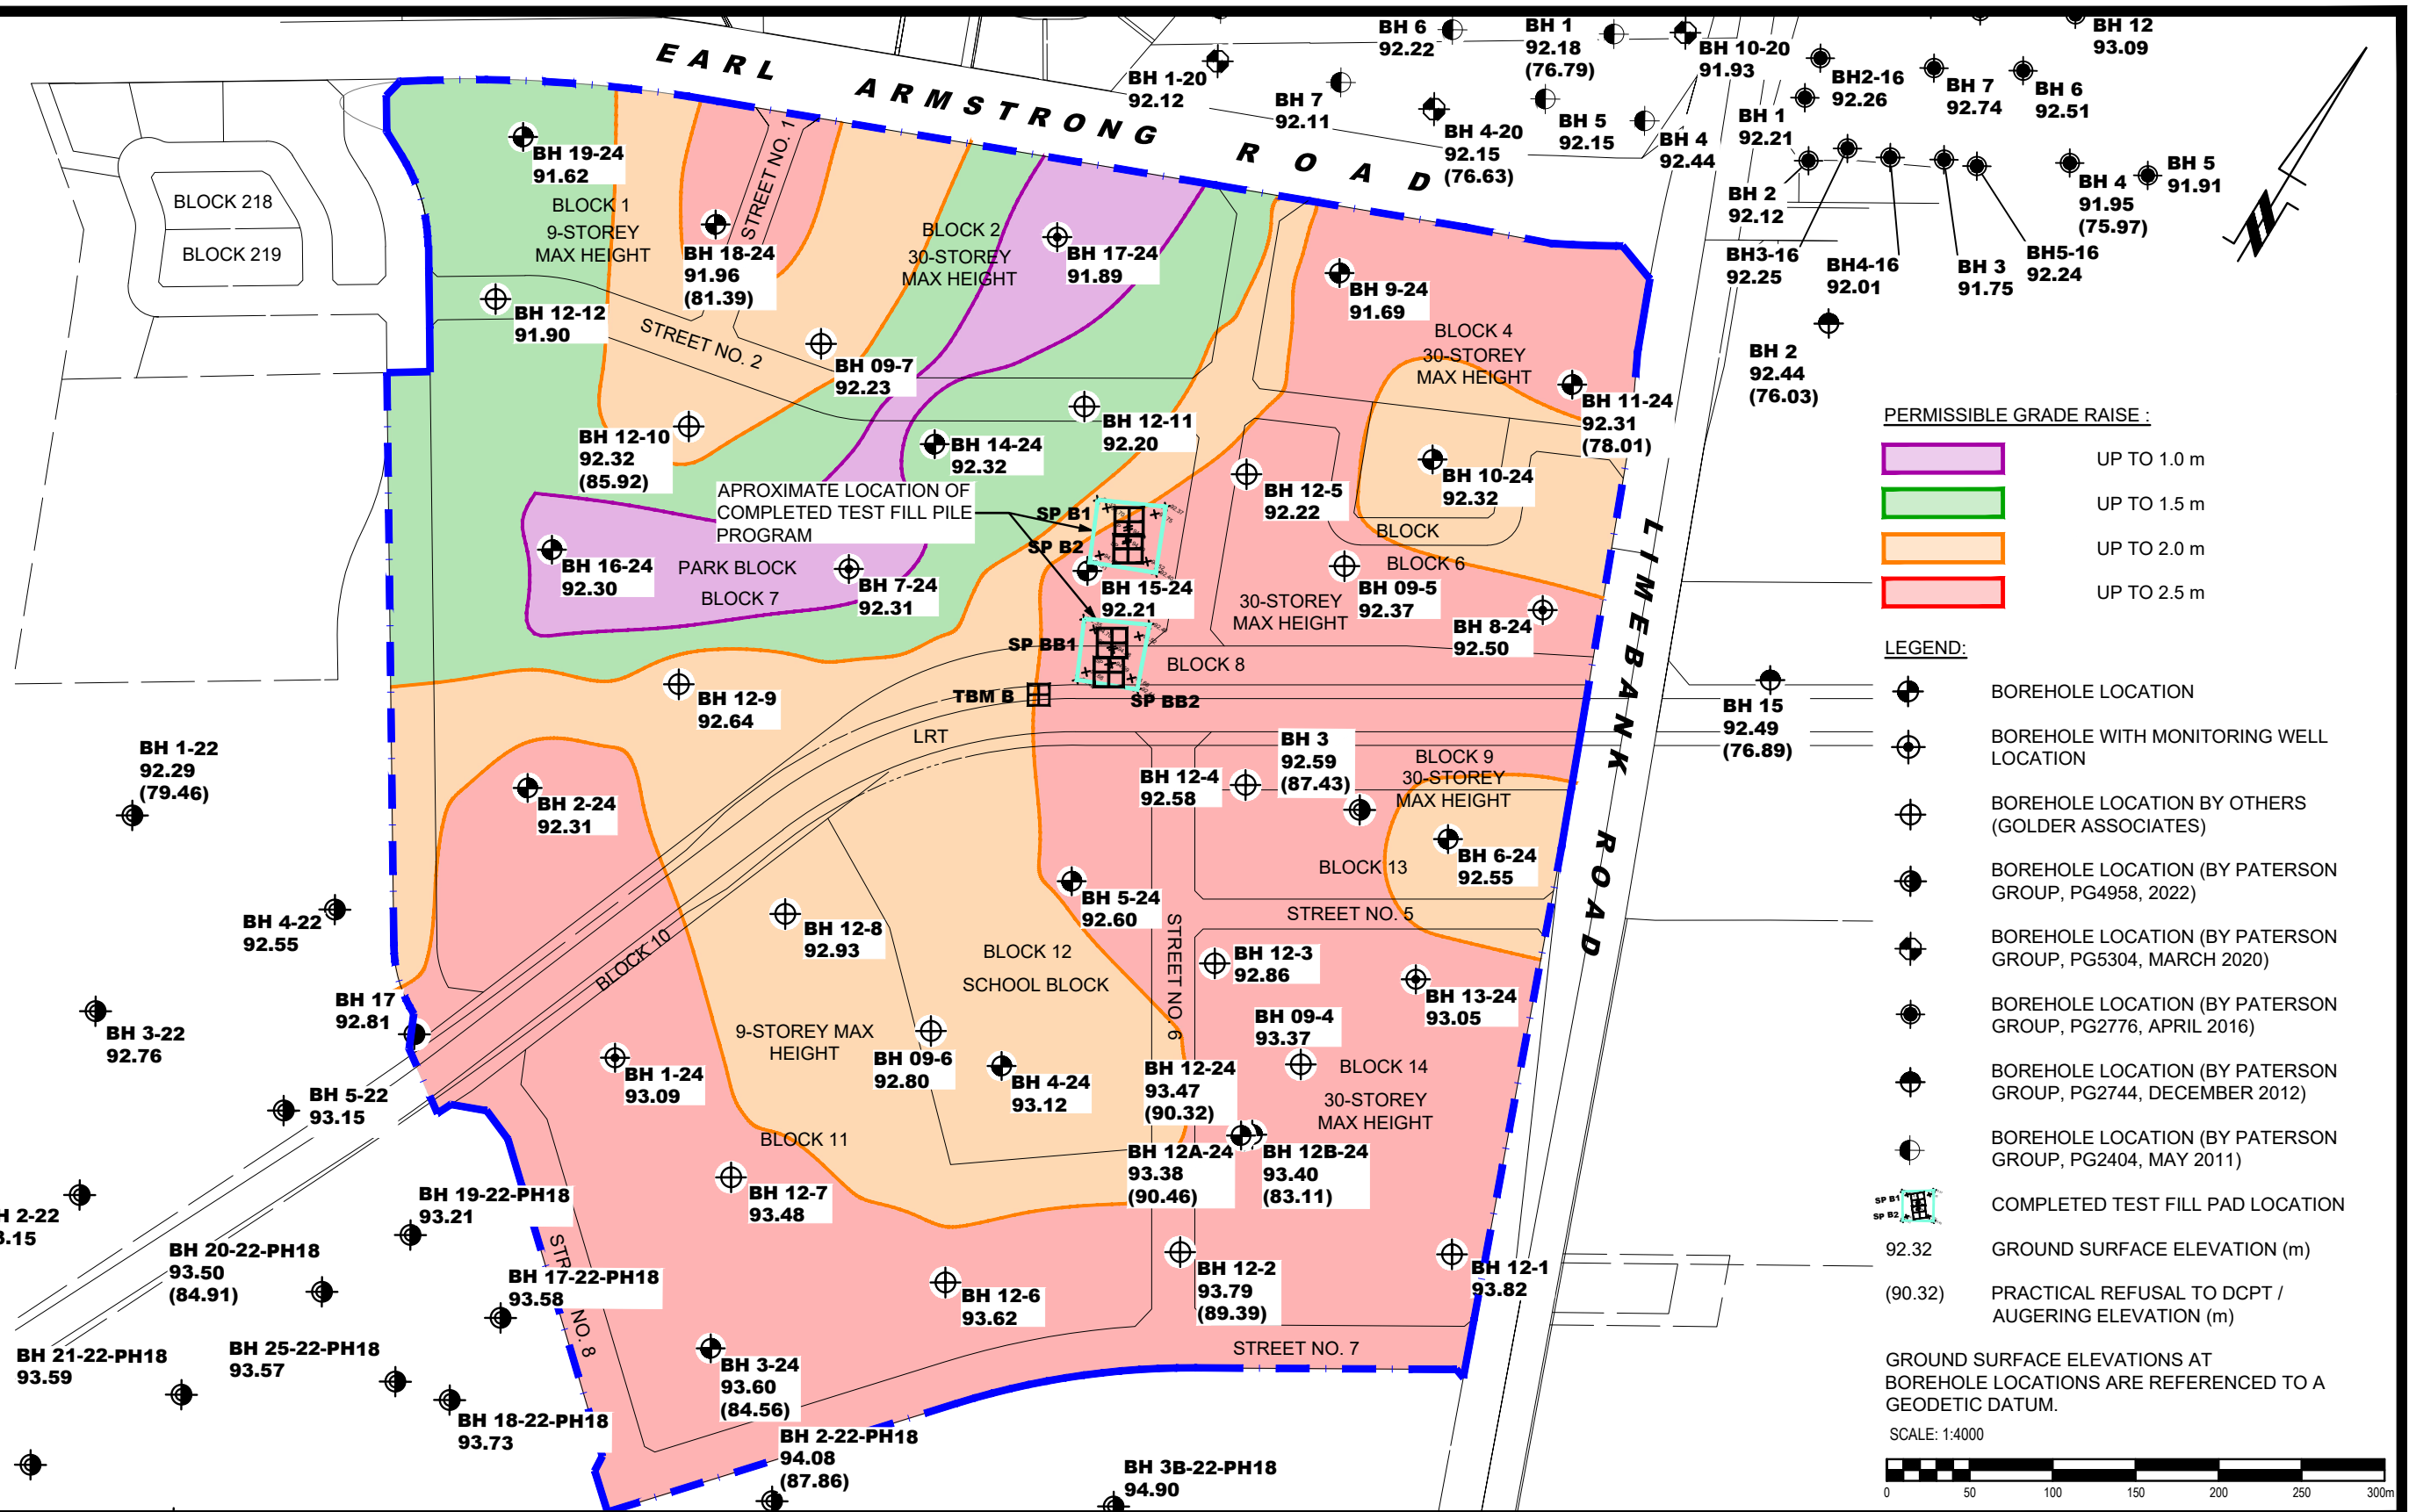 EARL ARMSTRONG ROAD
LIMEBANK ROAD
BH 6
92.22
BH 1
92.18
(76.79)
BH 10-20
91.93
BH 12
93.09
BH 1-20
92.12
BH 7
92.11
BH 4-20
92.15
(76.63)
BH 5
92.15
BH 4
92.44
BH 1
92.21
BH2-16
92.26
BH 7
92.74
BH 6
92.51
BH 2
92.12
BH 4
91.95
(75.97)
BH 5
91.91
BH3-16
92.25
BH4-16
92.01
BH 3
91.75
BH5-16
92.24
BH 2
92.44
(76.03)
BLOCK 218
BLOCK 219
BH 19-24
91.62
BLOCK 1
9-STOREY
MAX HEIGHT
STREET NO. 1
BH 18-24
91.96
(81.39)
BLOCK 2
30-STOREY
MAX HEIGHT
BH 17-24
91.89
BH 9-24
91.69
BH 12-12
91.90
STREET NO. 2
BH 09-7
92.23
BLOCK 4
30-STOREY
MAX HEIGHT
BH 11-24
92.31
(78.01)
BH 12-10
92.32
(85.92)
BH 14-24
92.32
BH 12-11
92.20
BH 12-5
92.22
BH 10-24
92.32
BLOCK
APROXIMATE LOCATION OF
COMPLETED TEST FILL PILE
PROGRAM
SP B1
SP B2
BH 16-24
92.30
PARK BLOCK
BLOCK 7
BH 7-24
92.31
BH 15-24
92.21
30-STOREY
MAX HEIGHT
BH 09-5
92.37
BLOCK 6
BH 8-24
92.50
SP BB1
BLOCK 8
TBM B
SP BB2
BH 12-9
92.64
LRT
BH 15
92.49
(76.89)
BH 1-22
92.29
(79.46)
BH 2-24
92.31
BH 12-4
92.58
BH 3
92.59
(87.43)
BLOCK 9
30-STOREY
MAX HEIGHT
BH 6-24
92.55
BLOCK 13
BH 4-22
92.55
BH 12-8
92.93
BH 5-24
92.60
STREET NO. 5
STREET NO. 6
BLOCK 10
BLOCK 12
SCHOOL BLOCK
BH 12-3
92.86
BH 13-24
93.05
BH 17
92.81
BH 3-22
92.76
9-STOREY MAX
HEIGHT
BH 09-6
92.80
BH 09-4
93.37
BH 1-24
93.09
BH 4-24
93.12
BH 12-24
93.47
(90.32)
BLOCK 14
30-STOREY
MAX HEIGHT
BH 5-22
93.15
BLOCK 11
BH 12A-24
93.38
(90.46)
BH 12B-24
93.40
(83.11)
BH 12-7
93.48
BH 19-22-PH18
93.21
BH 20-22-PH18
93.50
(84.91)
BH 17-22-PH18
93.58
STR
NO. 8
BH 12-6
93.62
BH 12-2
93.79
(89.39)
BH 12-1
93.82
BH 21-22-PH18
93.59
BH 25-22-PH18
93.57
BH 3-24
93.60
(84.56)
STREET NO. 7
BH 18-22-PH18
93.73
BH 2-22-PH18
94.08
(87.86)
BH 3B-22-PH18
94.90
PERMISSIBLE GRADE RAISE :
UP TO 1.0 m
UP TO 1.5 m
UP TO 2.0 m
UP TO 2.5 m
LEGEND:
BOREHOLE LOCATION
BOREHOLE WITH MONITORING WELL
LOCATION
BOREHOLE LOCATION BY OTHERS
(GOLDER ASSOCIATES)
BOREHOLE LOCATION (BY PATERSON
GROUP, PG4958, 2022)
BOREHOLE LOCATION (BY PATERSON
GROUP, PG5304, MARCH 2020)
BOREHOLE LOCATION (BY PATERSON
GROUP, PG2776, APRIL 2016)
BOREHOLE LOCATION (BY PATERSON
GROUP, PG2744, DECEMBER 2012)
BOREHOLE LOCATION (BY PATERSON
GROUP, PG2404, MAY 2011)
SP B1
SP B2
COMPLETED TEST FILL PAD LOCATION
92.32 GROUND SURFACE ELEVATION (m)
(90.32) PRACTICAL REFUSAL TO DCPT /
AUGERING ELEVATION (m)
GROUND SURFACE ELEVATIONS AT
BOREHOLE LOCATIONS ARE REFERENCED TO A
GEODETIC DATUM.
SCALE: 1:4000
0 50 100 150 200 250 300m